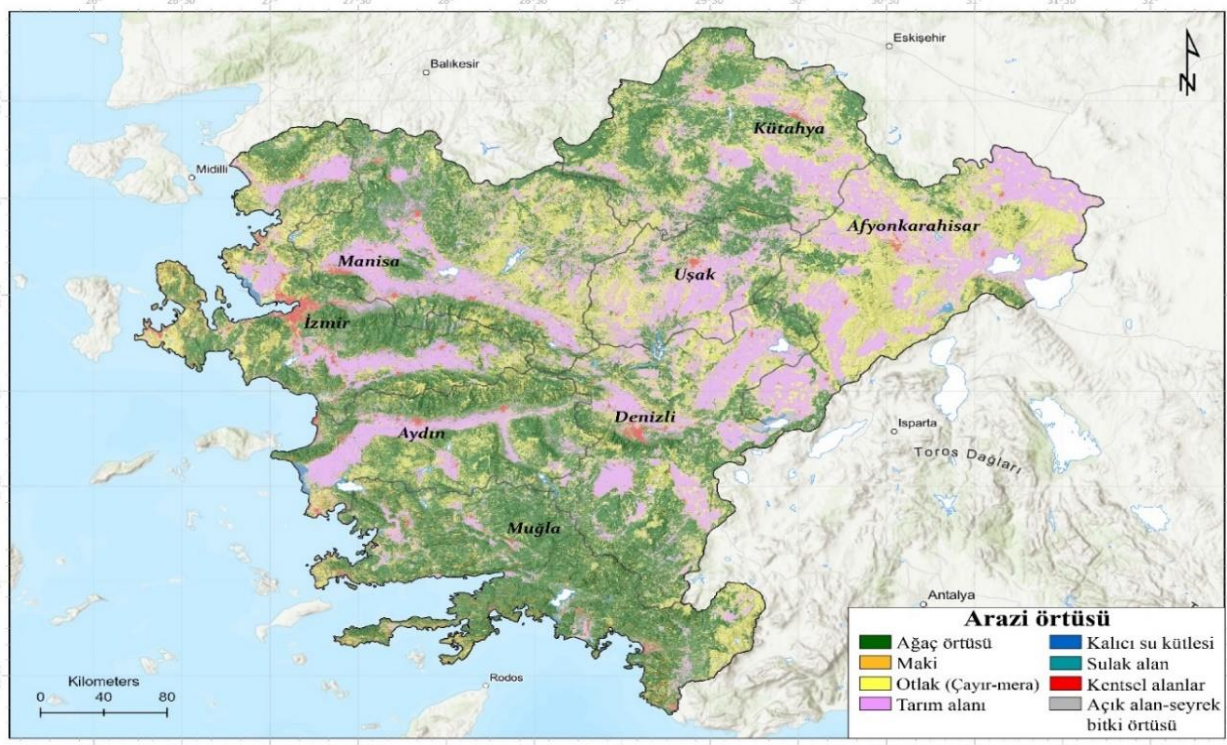 Eskişehir
Balıkesir
N
Kütahya
Midilli
Afyonkarahisar
Manisa
Uşak
İzmir
Denizli
Aydın
Isparta
Toros Dağları
Muğla
Antalya
Rodos
Kilometers
0 40 80
Arazi örtüsü
Ağaç örtüsü
Maki
Otlak (Çayır-mera)
Tarım alanı
Kalıcı su kütlesi
Sulak alan
Kentsel alanlar
Açık alan-seyrek
bitki örtüsü